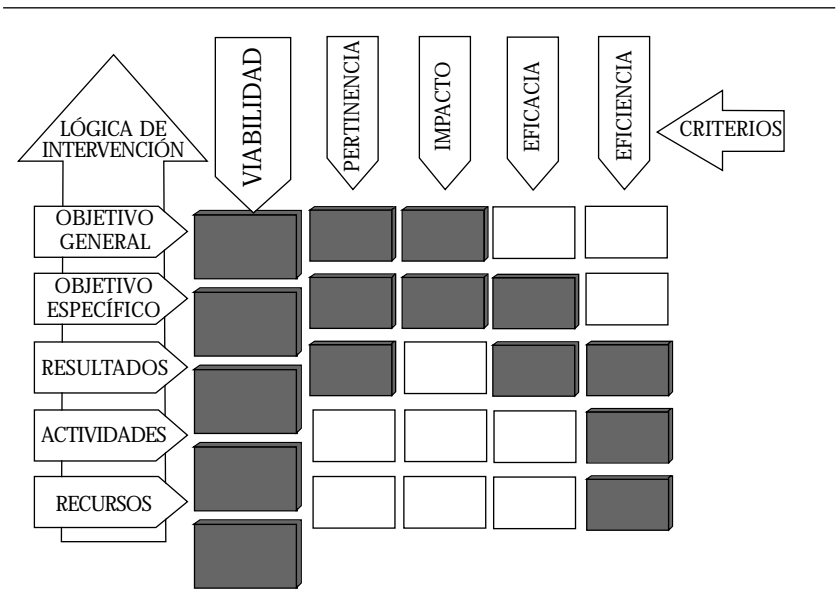 VIABILIDAD
PERTINENCIA
IMPACTO
EFICACIA
EFICIENCIA
CRITERIOS
LÓGICA DE
INTERVENCIÓN
OBJETIVO
GENERAL
OBJETIVO
ESPECÍFICO
RESULTADOS
ACTIVIDADES
RECURSOS